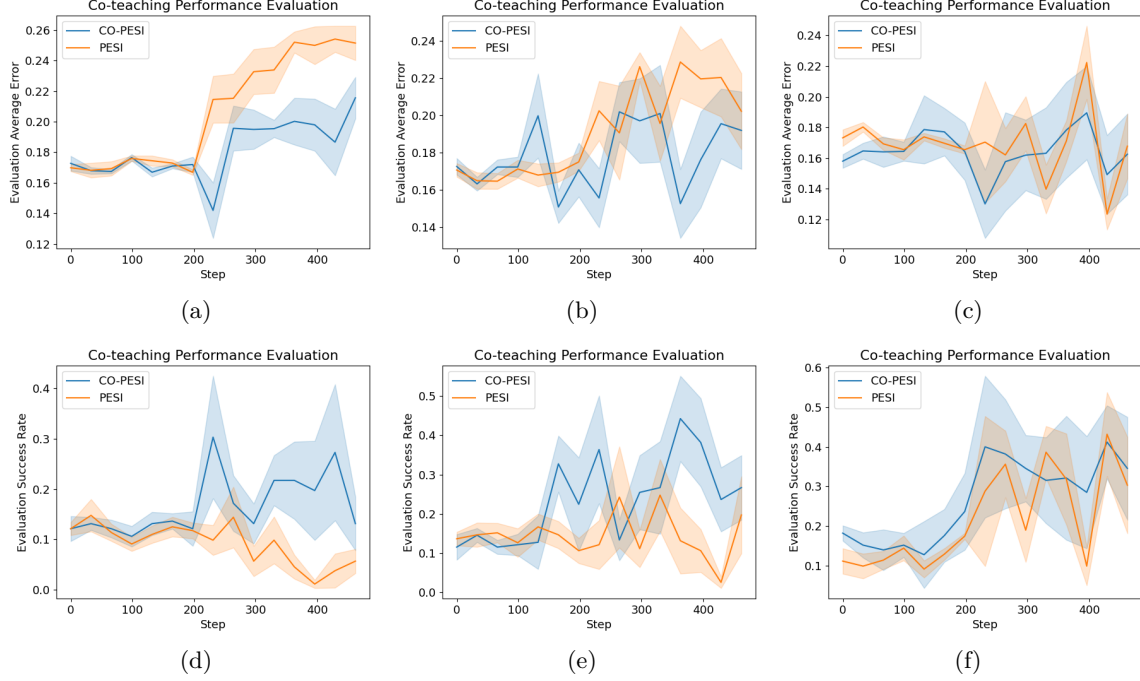 Co-teaching Performance Evaluation
Co-teaching Performance Evaluation
Co-teaching Performance Evaluation
Evaluation Average Error
0.26
0.24
0.22
0.20
0.18
0.16
0.14
0.12
CO-PESI
PESI
0
100
200
300
400
Step
(a)
Evaluation Average Error
0.24
0.22
0.20
0.18
0.16
0.14
CO-PESI
PESI
0
100
200
300
400
Step
(b)
Evaluation Average Error
0.24
0.22
0.20
0.18
0.16
0.14
0.12
CO-PESI
PESI
0
100
200
300
400
Step
(c)
Co-teaching Performance Evaluation
Co-teaching Performance Evaluation
Co-teaching Performance Evaluation
Evaluation Success Rate
0.4
0.3
0.2
0.1
0.0
CO-PESI
PESI
0
100
200
300
400
Step
(d)
Evaluation Success Rate
0.5
0.4
0.3
0.2
0.1
0.0
CO-PESI
PESI
0
100
200
300
400
Step
(e)
Evaluation Success Rate
0.6
0.5
0.4
0.3
0.2
0.1
CO-PESI
PESI
0
100
200
300
400
Step
(f)